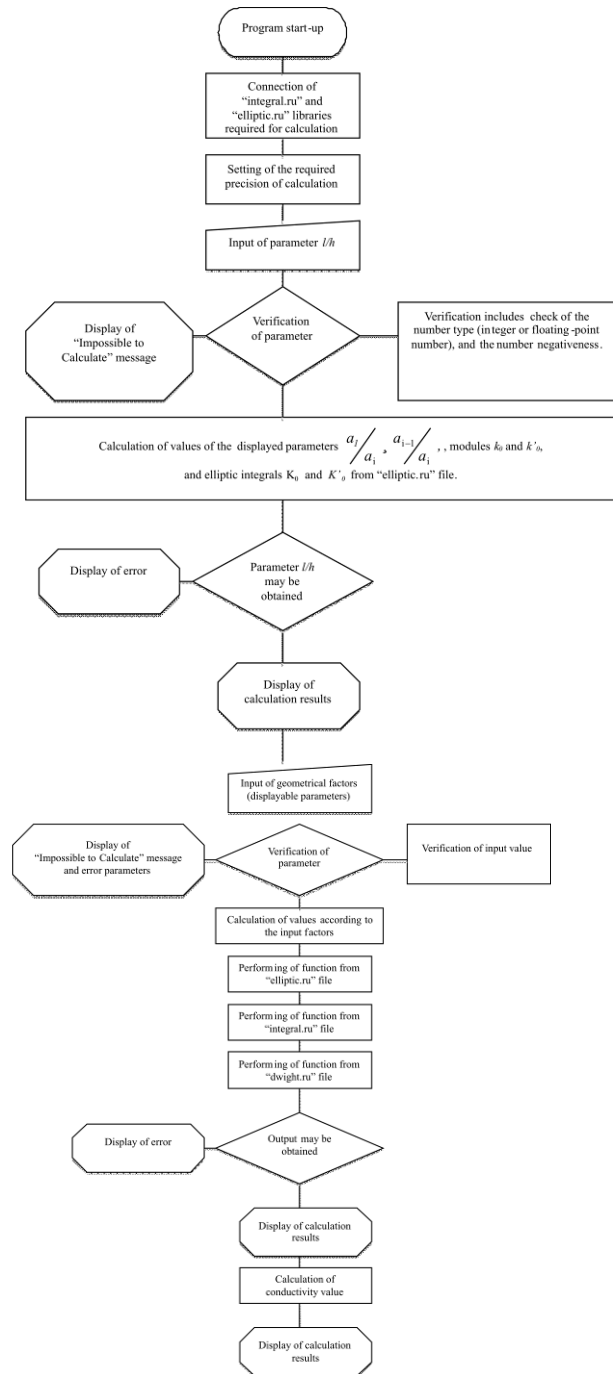 Program start-up
Connection of
“integral.ru” and
“elliptic.ru” libraries
required for calculation
Setting of the required
precision of calculation
Input of parameter l/h
Display of
“Impossible to
Calculate” message
Verification
of parameter
Verification includes check of the
number type (integer or floating -point
number), and the number negativeness.
Calculation of values of the displayed parameters a_l/a_i , a_{i–1}/a_i , , modules k₀ and k’₀,
and elliptic integrals K₀ and K’₀ from “elliptic.ru” file.
Display of error
Parameter l/h
may be
obtained
Display of
calculation results
Input of geometrical factors
(displayable parameters)
Display of
“Impossible to Calculate” message
and error parameters
Verification of
parameter
Verification of input value
Calculation of values according to
the input factors
Performing of function from
“elliptic.ru” file
Performing of function from
“integral.ru” file
Performing of function from
“dwight.ru” file
Display of error
Output may be
obtained
Display of calculation
results
Calculation of
conductivity value
Display of calculation
results